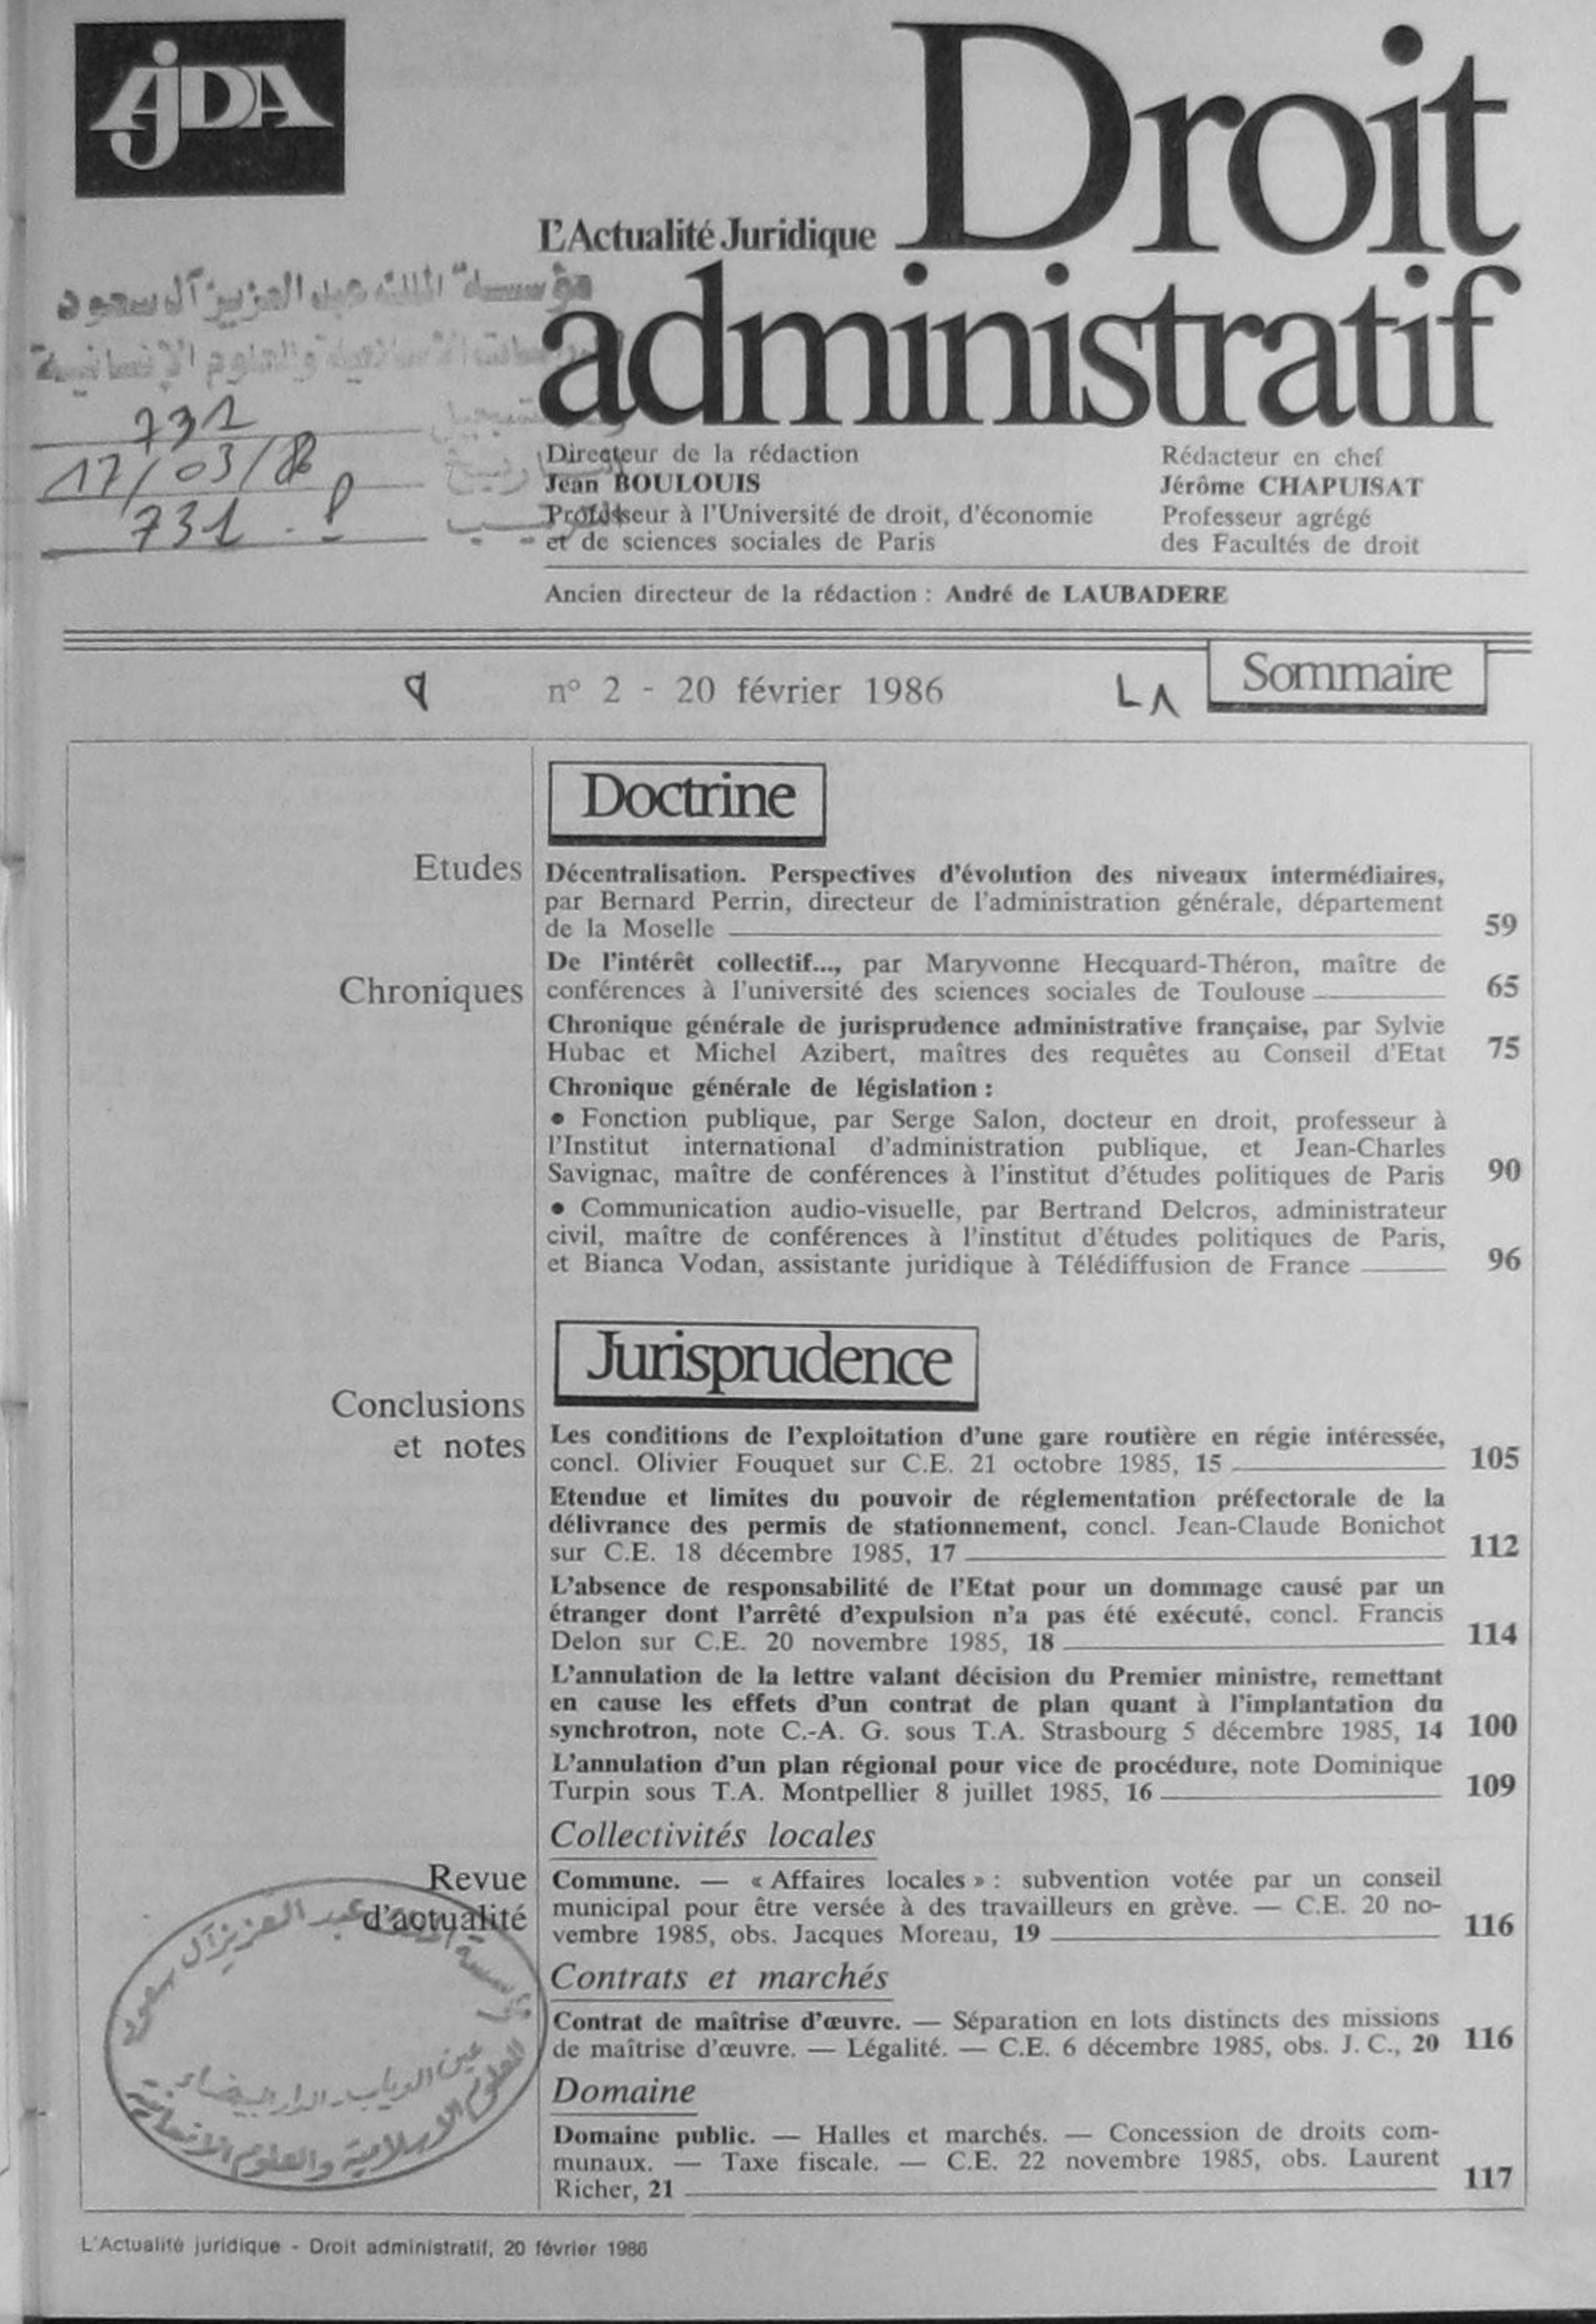 AJDA
L'Actualité Juridique Droit
administratif
مؤسسة الملك عبد العزيز آل سعود
731
17/03/88
731
Directeur de la rédaction
Jean BOULOUIS
Professeur à l'Université de droit, d'économie
et de sciences sociales de Paris
Rédacteur en chef
Jérôme CHAPUISAT
Professeur agrégé
des Facultés de droit
Ancien directeur de la rédaction : André de LAUBADERE
n° 2 - 20 février 1986
Sommaire
Doctrine
Etudes
Décentralisation. Perspectives d'évolution des niveaux intermédiaires,
par Bernard Perrin, directeur de l'administration générale, département
de la Moselle 59
De l'intérêt collectif..., par Maryvonne Hecquard-Théron, maître de
Chroniques
conférences à l'université des sciences sociales de Toulouse 65
Chronique générale de jurisprudence administrative française, par Sylvie
Hubac et Michel Azibert, maîtres des requêtes au Conseil d'Etat 75
Chronique générale de législation :
• Fonction publique, par Serge Salon, docteur en droit, professeur à
l'Institut international d'administration publique, et Jean-Charles
Savignac, maître de conférences à l'institut d'études politiques de Paris 90
• Communication audio-visuelle, par Bertrand Delcros, administrateur
civil, maître de conférences à l'institut d'études politiques de Paris,
et Bianca Vodan, assistante juridique à Télédiffusion de France 96
Jurisprudence
Conclusions
et notes
Les conditions de l'exploitation d'une gare routière en régie intéressée,
concl. Olivier Fouquet sur C.E. 21 octobre 1985, 15 105
Etendue et limites du pouvoir de réglementation préfectorale de la
délivrance des permis de stationnement, concl. Jean-Claude Bonichot
sur C.E. 18 décembre 1985, 17 112
L'absence de responsabilité de l'Etat pour un dommage causé par un
étranger dont l'arrêté d'expulsion n'a pas été exécuté, concl. Francis
Delon sur C.E. 20 novembre 1985, 18 114
L'annulation de la lettre valant décision du Premier ministre, remettant
en cause les effets d'un contrat de plan quant à l'implantation du
synchrotron, note C.-A. G. sous T.A. Strasbourg 5 décembre 1985, 14 100
L'annulation d'un plan régional pour vice de procédure, note Dominique
Turpin sous T.A. Montpellier 8 juillet 1985, 16 109
Collectivités locales
Revue
d'actualité
Commune. — « Affaires locales » : subvention votée par un conseil
municipal pour être versée à des travailleurs en grève. — C.E. 20 no-
vembre 1985, obs. Jacques Moreau, 19 116
Contrats et marchés
Contrat de maîtrise d'œuvre. — Séparation en lots distincts des missions
de maîtrise d'œuvre. — Légalité. — C.E. 6 décembre 1985, obs. J. C., 20 116
Domaine
Domaine public. — Halles et marchés. — Concession de droits com-
munaux. — Taxe fiscale. — C.E. 22 novembre 1985, obs. Laurent
Richer, 21 117
L'Actualité juridique - Droit administratif, 20 février 1986